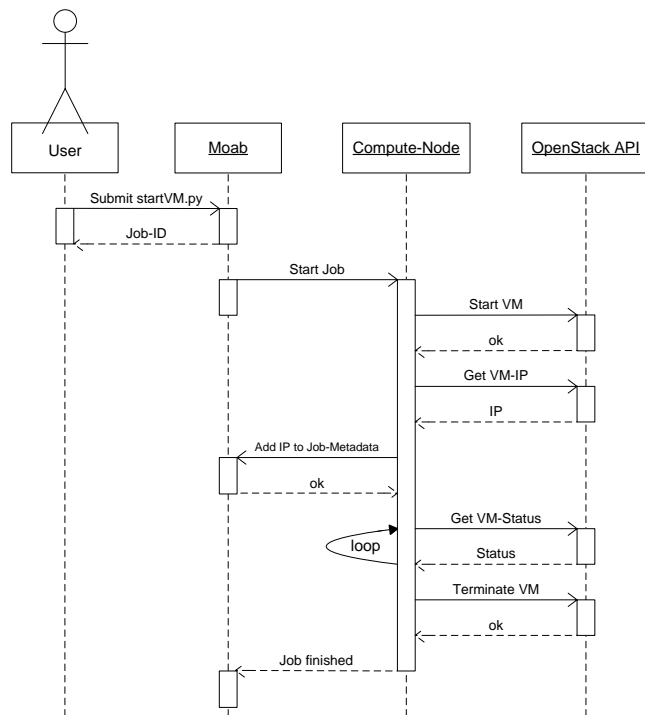 User
Moab
Compute-Node
OpenStack API
Submit startVM.py
Job-ID
Start Job
Start VM
ok
Get VM-IP
IP
Add IP to Job-Metadata
ok
Get VM-Status
loop
Status
Terminate VM
ok
Job finished